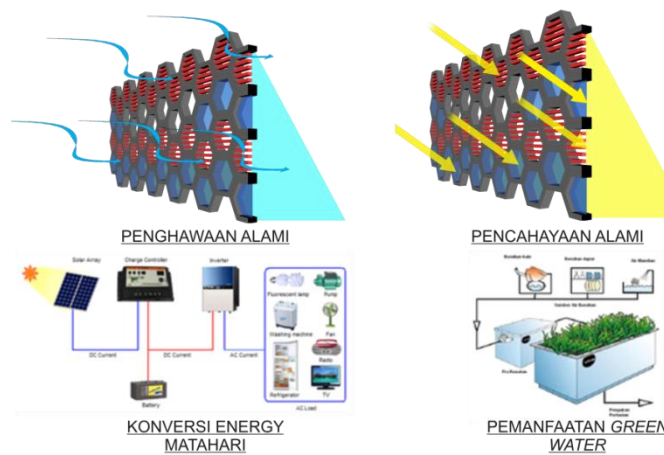 PENGHAWAAN ALAMI
PENCAHAYAAN ALAMI
Solar Array
Charge Controller
Inverter
Fluorescent lamp
Pump
Washing machine
Fan
Radio
Refrigerator
TV
DC Current
DC Current
AC Current
Battery
AC Load
KONVERSI ENERGY
MATAHARI
PEMANFAATAN GREEN
WATER